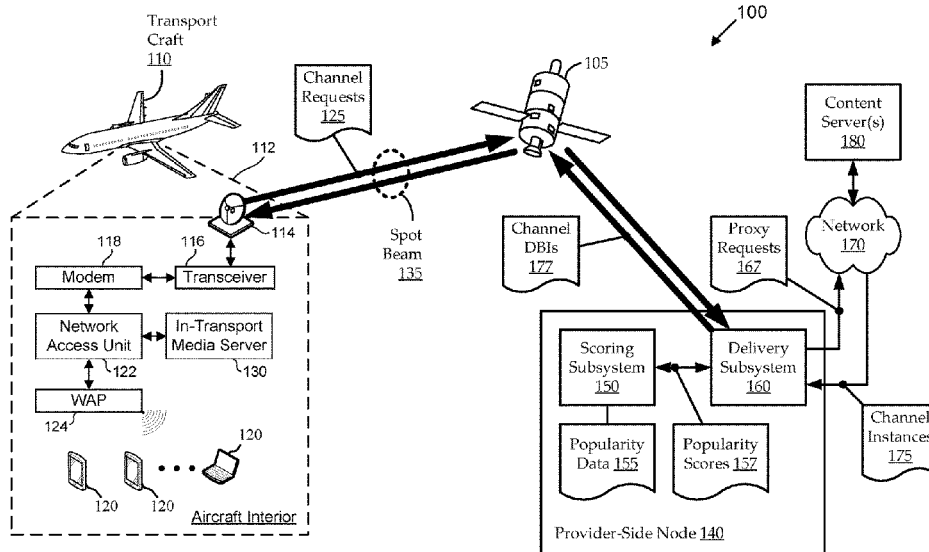 100
Transport
Craft
110
Channel
Requests
125
105
Content
Server(s)
180
112
114
Spot
Beam
135
Channel
DBIs
177
Proxy
Requests
167
Network
170
118
116
Modem
Transceiver
Network
Access Unit
122
In-Transport
Media Server
130
WAP
124
120
120
120
Aircraft Interior
Scoring
Subsystem
150
Delivery
Subsystem
160
Popularity
Data 155
Popularity
Scores 157
Channel
Instances
175
Provider-Side Node 140